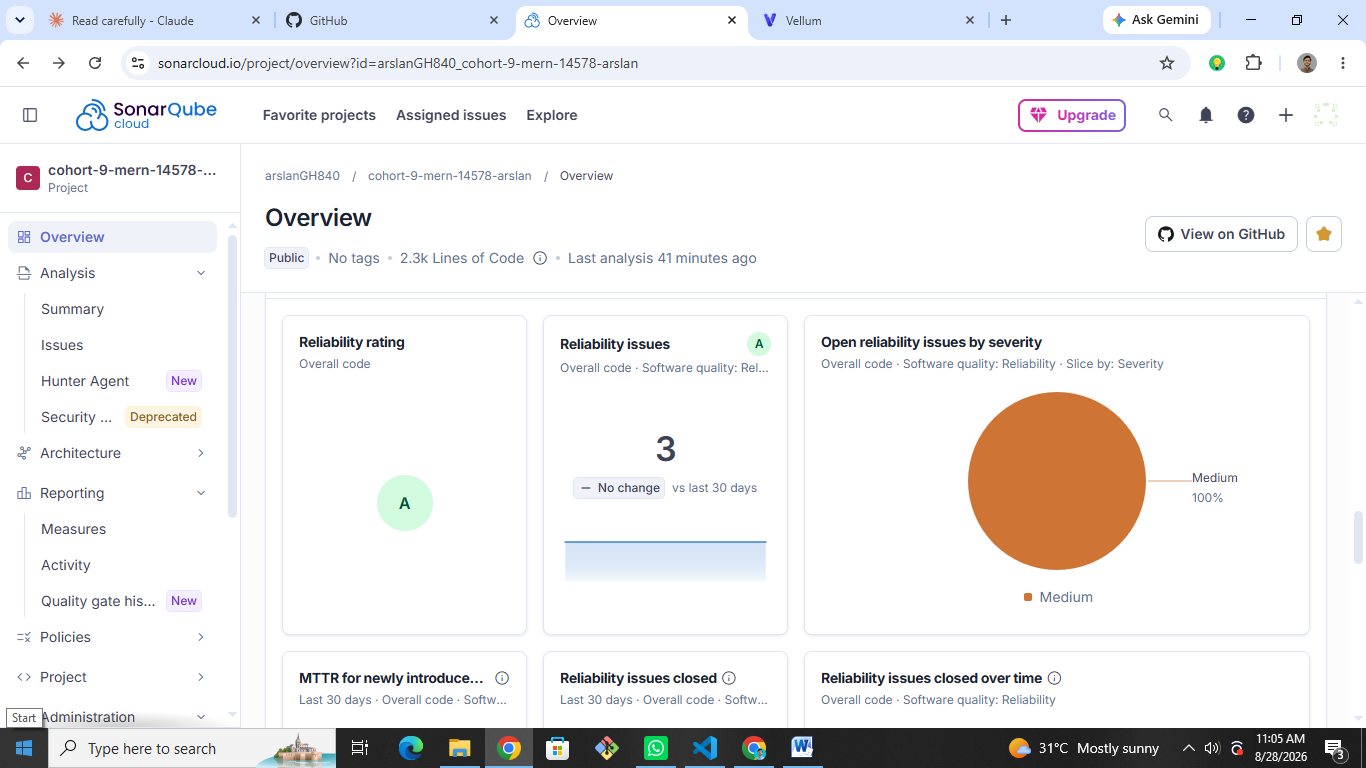 Read carefully - Claude
GitHub
Overview
Vellum
Ask Gemini
sonarcloud.io/project/overview?id=arslanGH840_cohort-9-mern-14578-arslan
SonarQube
cloud
Favorite projects
Assigned issues
Explore
Upgrade
C
cohort-9-mern-14578-...
Project
Overview
Analysis
Summary
Issues
Hunter Agent
New
Security ...
Deprecated
Architecture
Reporting
Measures
Activity
Quality gate his...
New
Policies
Project
Administration
Start
arslanGH840 / cohort-9-mern-14578-arslan / Overview
Overview
Public • No tags • 2.3k Lines of Code • Last analysis 41 minutes ago
View on GitHub
Reliability rating
Overall code
A
Reliability issues
A
Overall code · Software quality: Rel...
3
No change
vs last 30 days
Open reliability issues by severity
Overall code · Software quality: Reliability · Slice by: Severity
Medium
100%
Medium
MTTR for newly introduce...
Last 30 days · Overall code · Softw...
Reliability issues closed
Last 30 days · Overall code · Softw...
Reliability issues closed over time
Overall code · Software quality: Reliability
Type here to search
31°C Mostly sunny
11:05 AM
8/28/2026
3